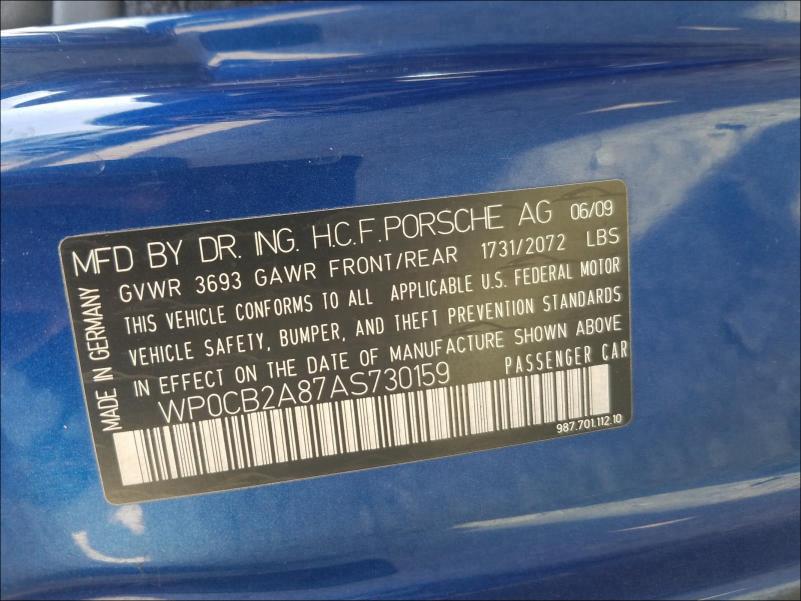 MFD BY DR. ING. H.C.F. PORSCHE AG 06/09
GVWR 3693 GAWR FRONT/REAR 1731/2072 LBS
THIS VEHICLE CONFORMS TO ALL APPLICABLE U.S. FEDERAL MOTOR
VEHICLE SAFETY, BUMPER, AND THEFT PREVENTION STANDARDS
IN EFFECT ON THE DATE OF MANUFACTURE SHOWN ABOVE
WP0CB2A87AS730159 PASSENGER CAR
987.701.112.10
MADE IN GERMANY